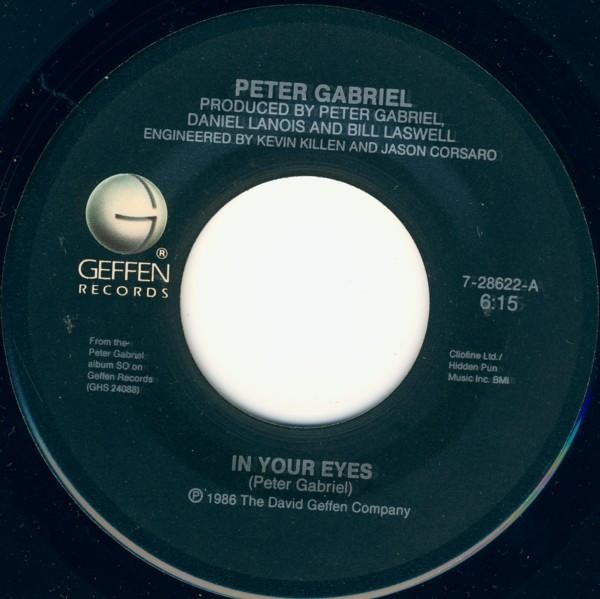 PETER GABRIEL
PRODUCED BY PETER GABRIEL,
DANIEL LANOIS AND BILL LASWELL
ENGINEERED BY KEVIN KILLEN AND JASON CORSARO
G
®
GEFFEN
RECORDS
7-28622-A
6:15
From the
Peter Gabriel
album SO on
Geffen Records
(GHS 24088)
Cliofine Ltd./
Hidden Pun
Music Inc. BMI
IN YOUR EYES
(Peter Gabriel)
℗ 1986 The David Geffen Company